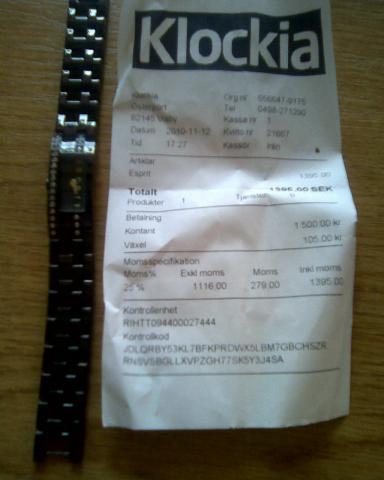 Klockia
Klockia Org.nr 556641-9175
Österport Tel 0498-271290
62145 Visby Kassa nr 1
Datum 2010-11-12 Kvitto nr 21667
Tid 17:27 Kassör
Artiklar
Esprit 1395.00
Totalt 1395.00 SEK
Produkter 1
Betalning
Kontant 1 500.00 kr
Växel 105.00 kr
Momsspecifikation
Moms% Exkl moms Moms Inkl moms
25 % 1116.00 279.00 1395.00
Kontrollenhet
RIHTT094400027444
Kontrollkod
JDLQRBY53KL7BFKPRDWX5LBM7GBCHSZR
RNSVSBGLLXVPZGH77SK5Y3J4SA